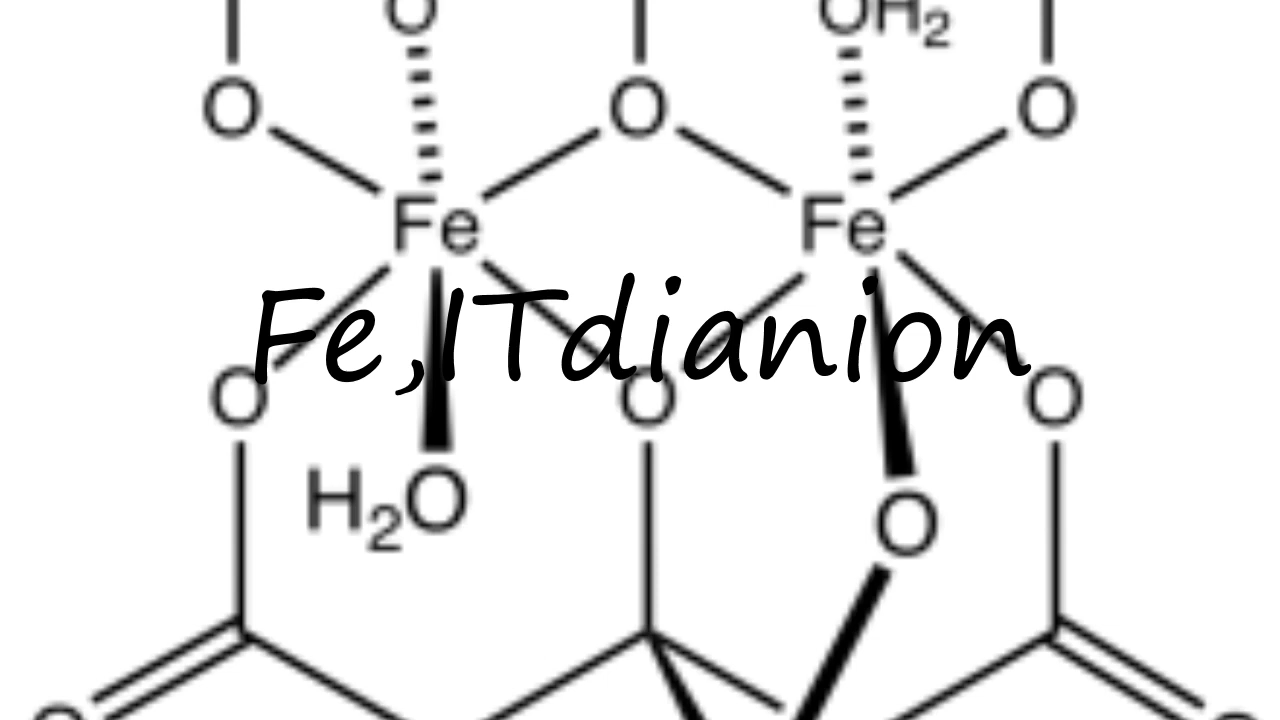 O OH₂
O O O
Fe Fe
Fe,ITdianion
O O O
H₂O O